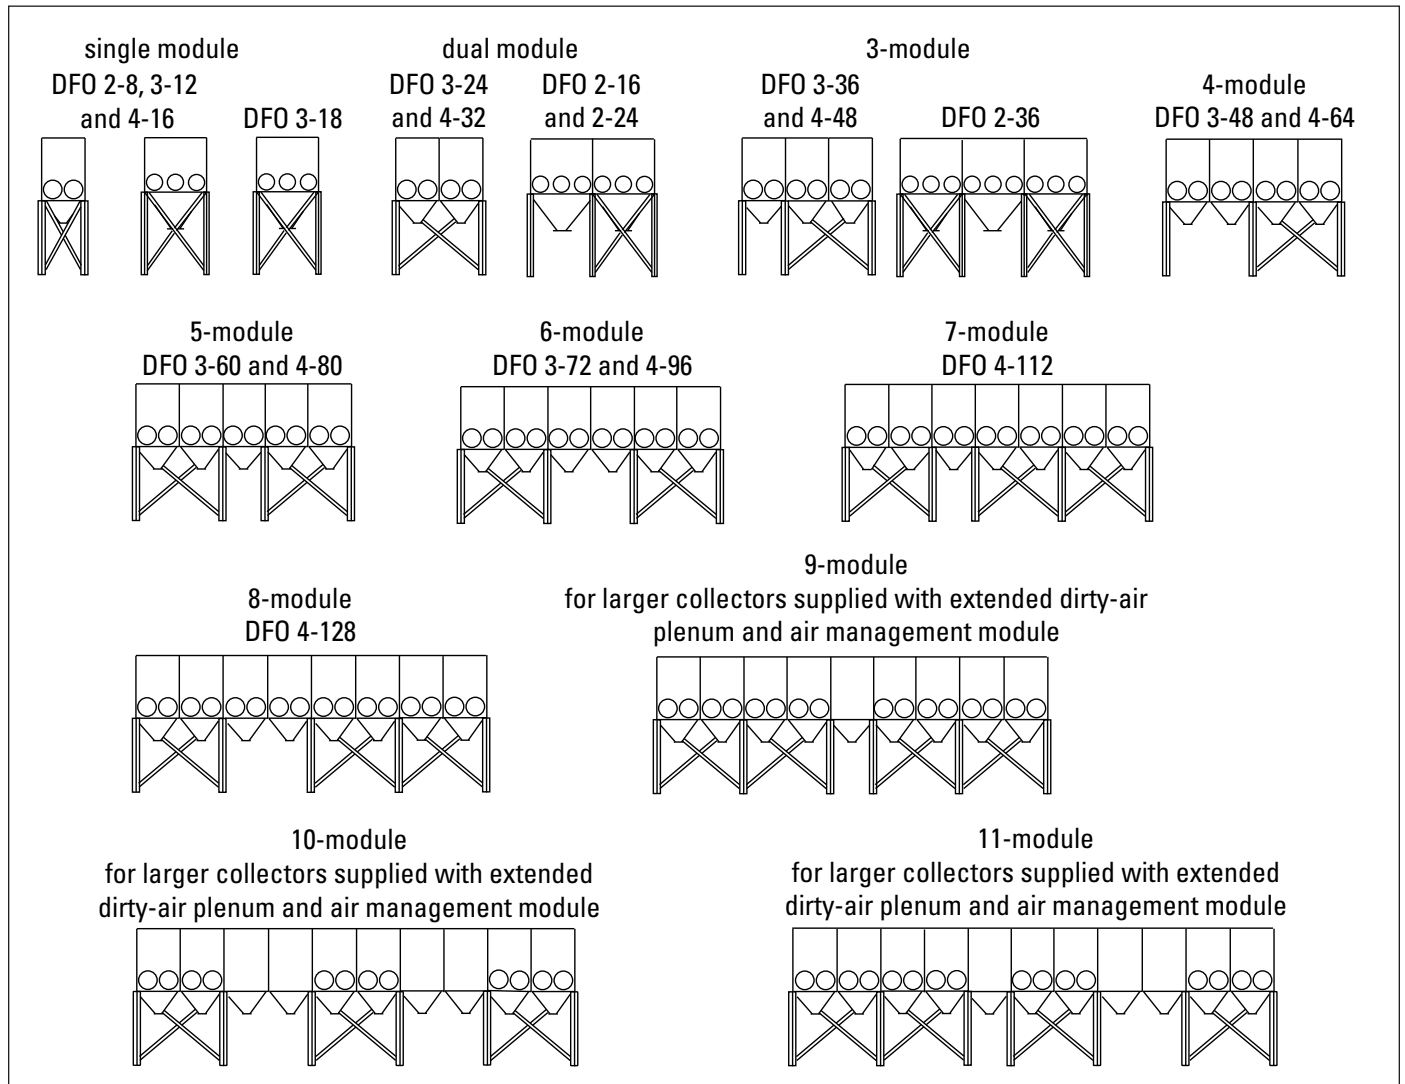 single module
DFO 2-8, 3-12
and 4-16
DFO 3-18
dual module
DFO 3-24
and 4-32
DFO 2-16
and 2-24
3-module
DFO 3-36
and 4-48
DFO 2-36
4-module
DFO 3-48 and 4-64
5-module
DFO 3-60 and 4-80
6-module
DFO 3-72 and 4-96
7-module
DFO 4-112
8-module
DFO 4-128
9-module
for larger collectors supplied with extended dirty-air
plenum and air management module
10-module
for larger collectors supplied with extended
dirty-air plenum and air management module
11-module
for larger collectors supplied with extended
dirty-air plenum and air management module